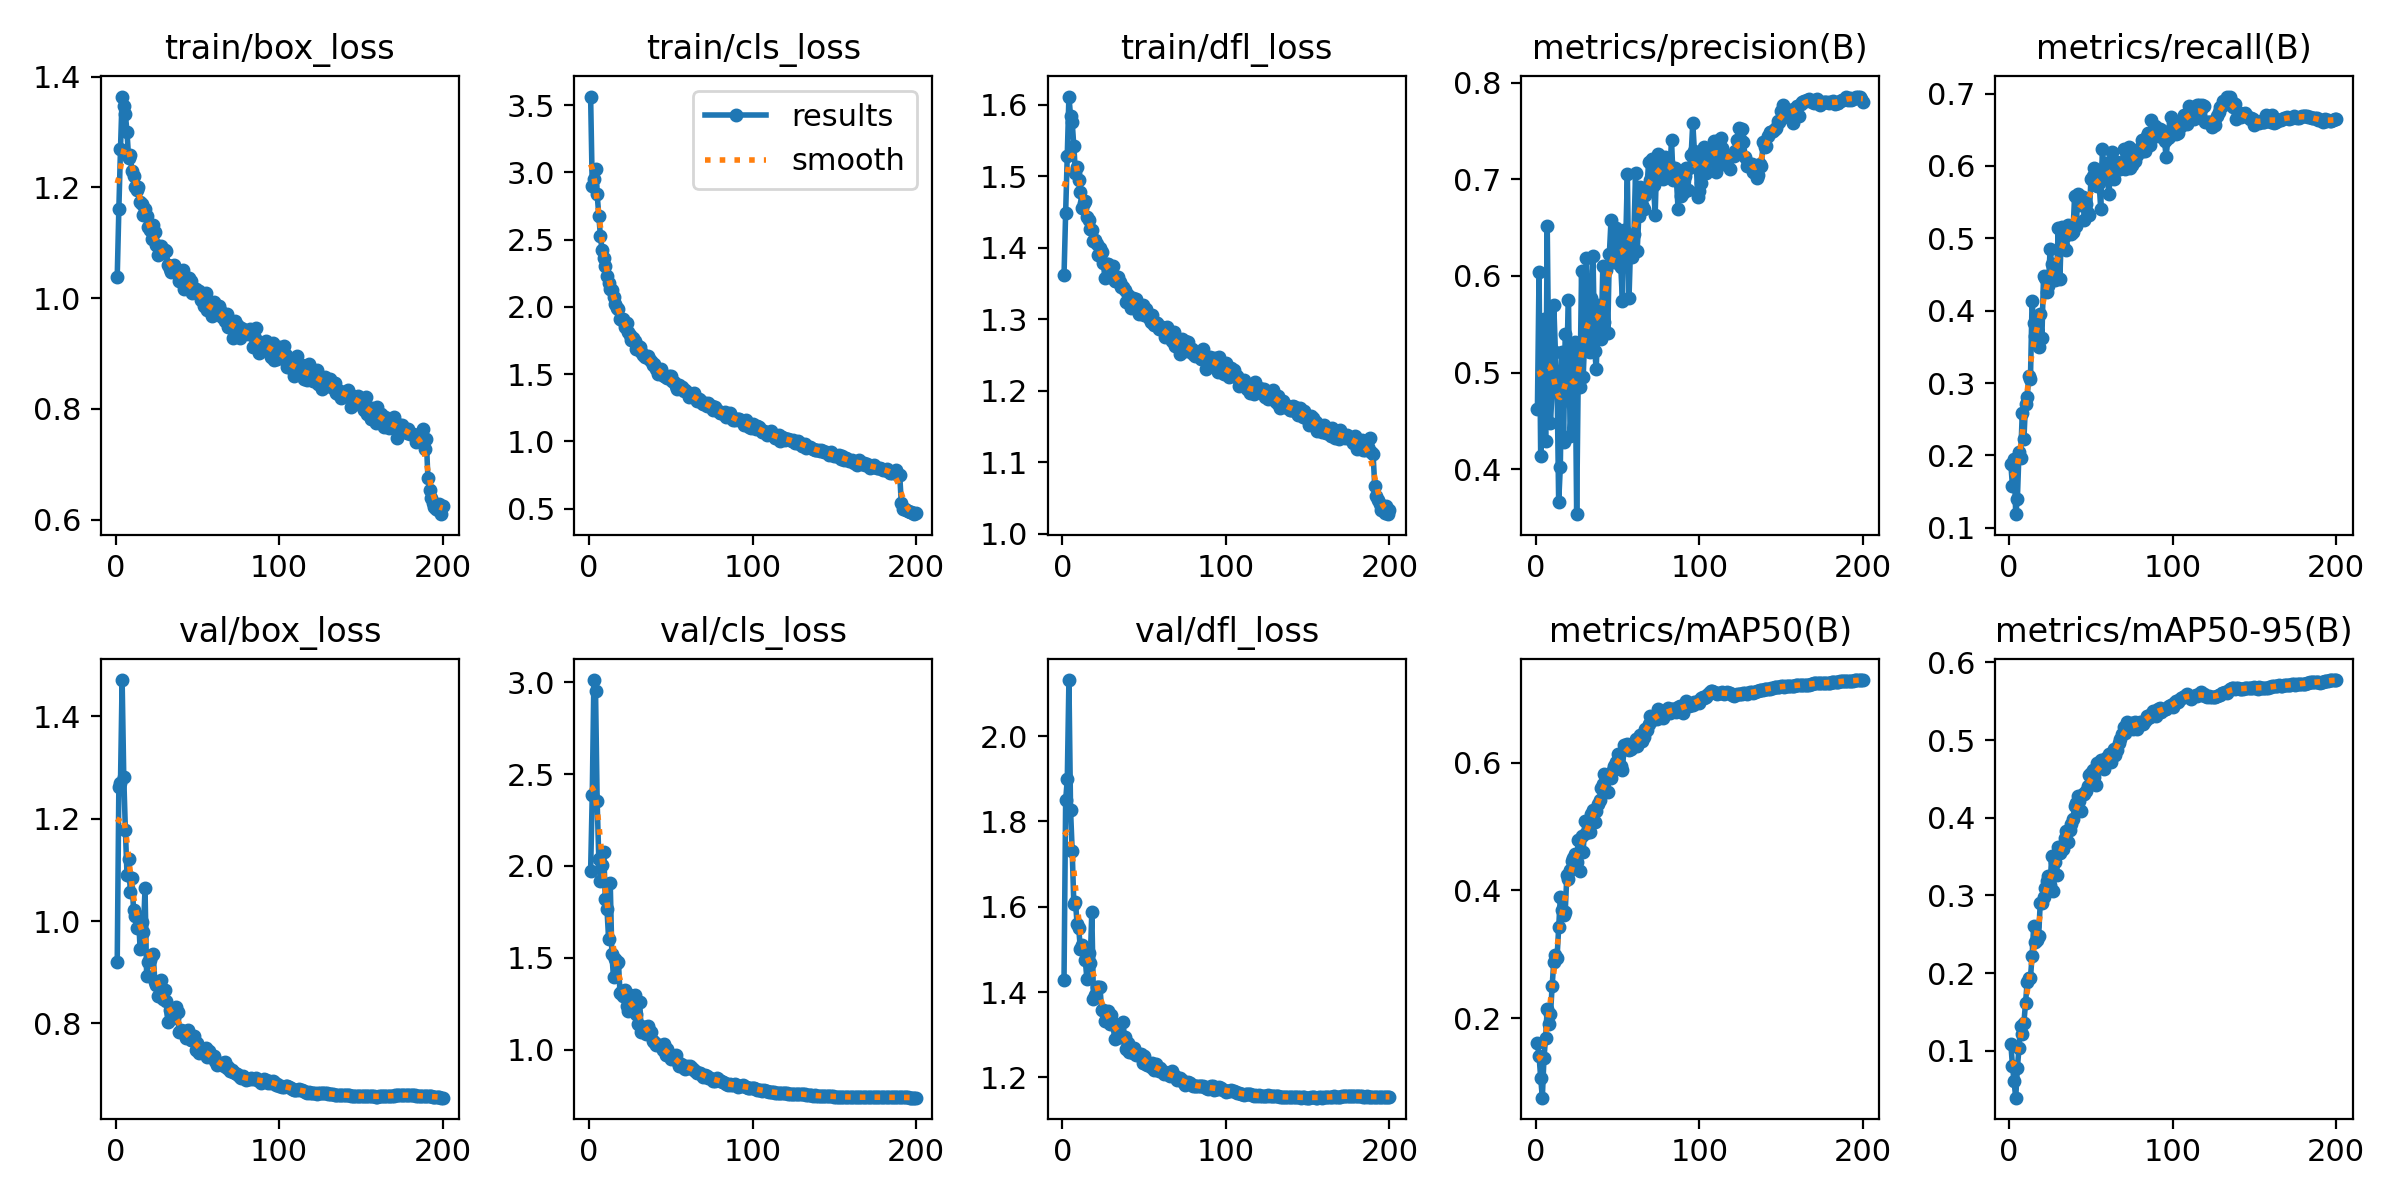 train/box_loss
1.4
1.2
1.0
0.8
0.6
0 100 200
train/cls_loss
results
smooth
3.5
3.0
2.5
2.0
1.5
1.0
0.5
0 100 200
train/dfl_loss
1.6
1.5
1.4
1.3
1.2
1.1
1.0
0 100 200
metrics/precision(B)
0.8
0.7
0.6
0.5
0.4
0 100 200
metrics/recall(B)
0.7
0.6
0.5
0.4
0.3
0.2
0.1
0 100 200
val/box_loss
1.4
1.2
1.0
0.8
0 100 200
val/cls_loss
3.0
2.5
2.0
1.5
1.0
0 100 200
val/dfl_loss
2.0
1.8
1.6
1.4
1.2
0 100 200
metrics/mAP50(B)
0.6
0.4
0.2
0 100 200
metrics/mAP50-95(B)
0.6
0.5
0.4
0.3
0.2
0.1
0 100 200